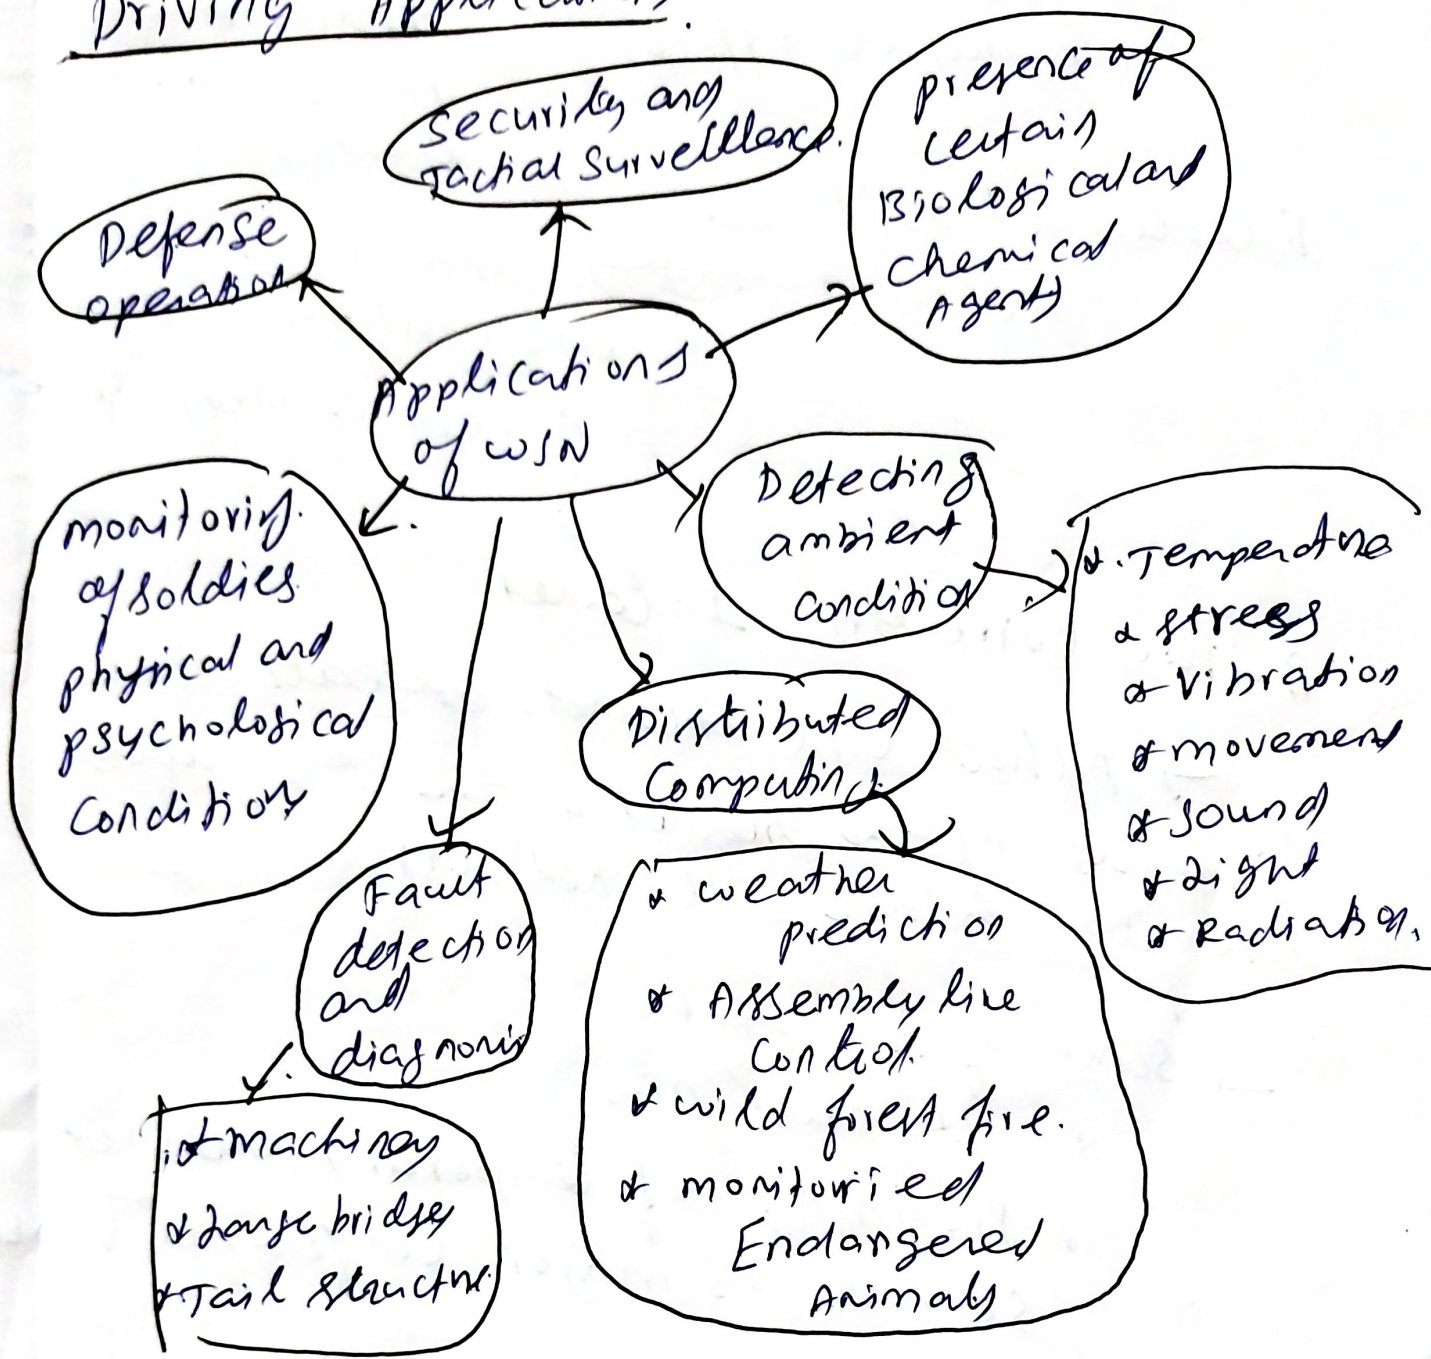 Driving Applications.
Security and
Tactial Surveillance.
presence of
certain
Biological and
chemical
Agents
Defense
operation
Applications
of WSN
Detecting
ambient
condition
* Temperature
* stress
* Vibration
* movement
* Sound
* Light
* Radiation.
monitoring
of soldies
physical and
psychological
Conditions
Distributed
Computing
* weather
prediction
* Assembly line
Control.
* wild forest fire.
* monitoried
Endangered
Animals
Fault
detection
and
diagnosis
* Machinery
* Large bridges
* Tail structure.